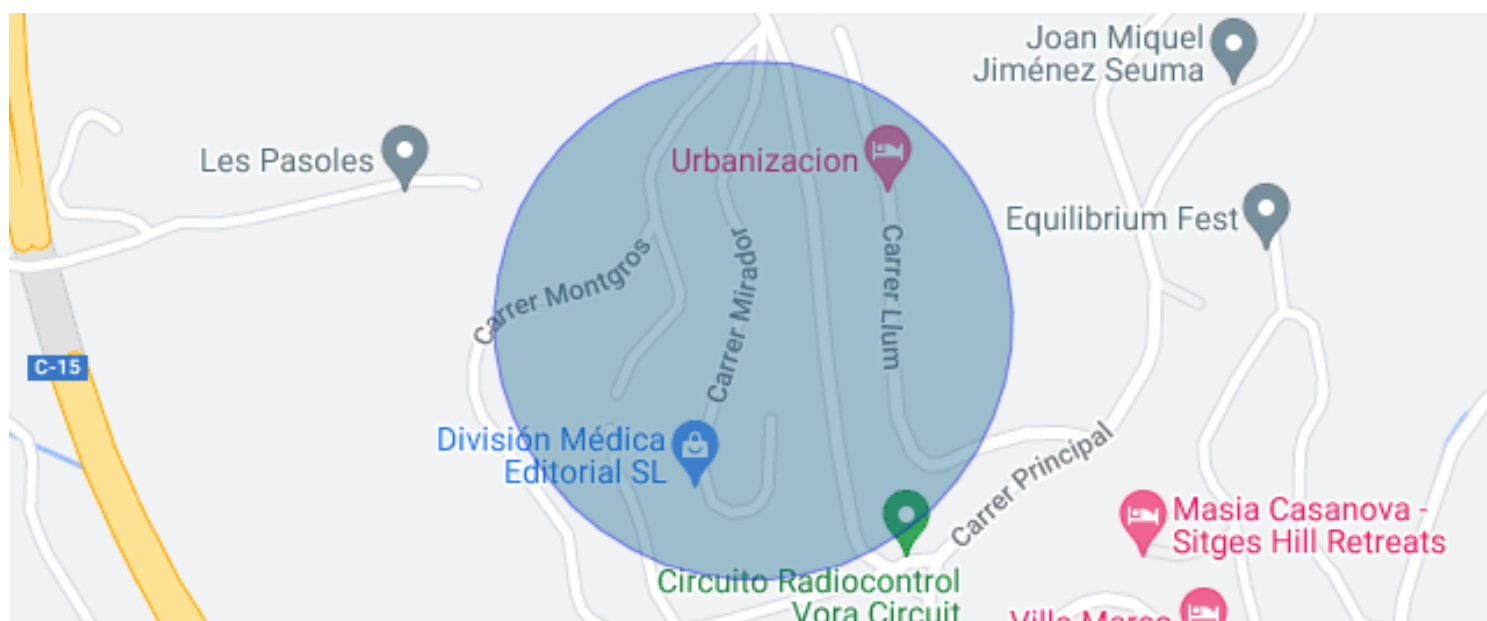 Joan Miquel
Jiménez Seuma
Les Pasoles
Urbanizacion
Equilibrium Fest
Carrer Montgros
Carrer Mirador
Carrer Llum
C-15
División Médica
Editorial SL
Carrer Principal
Masia Casanova -
Sitges Hill Retreats
Circuito Radiocontrol
Vora Circuit